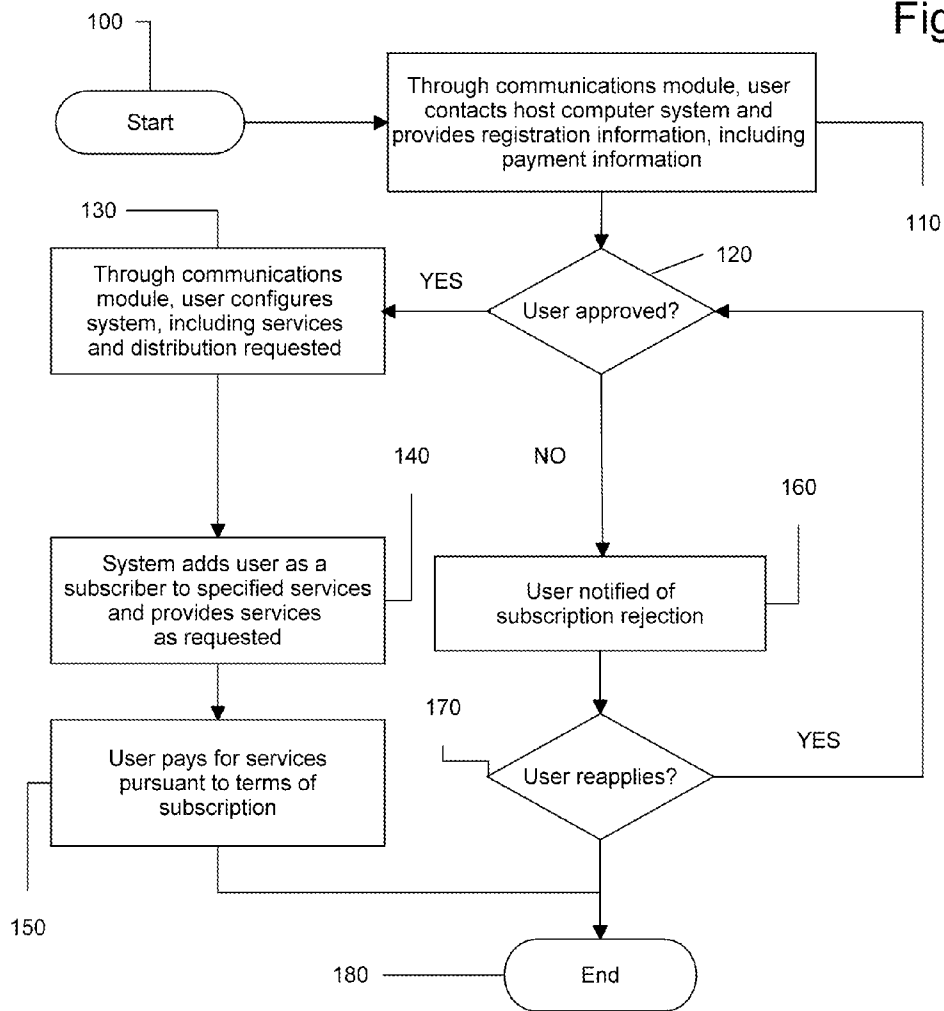 Fig
100
Start
Through communications module, user
contacts host computer system and
provides registration information, including
payment information
110
130
Through communications
module, user configures
system, including services
and distribution requested
YES
120
User approved?
NO
140
System adds user as a
subscriber to specified services
and provides services
as requested
160
User notified of
subscription rejection
User pays for services
pursuant to terms of
subscription
150
170
User reapplies?
YES
180
End